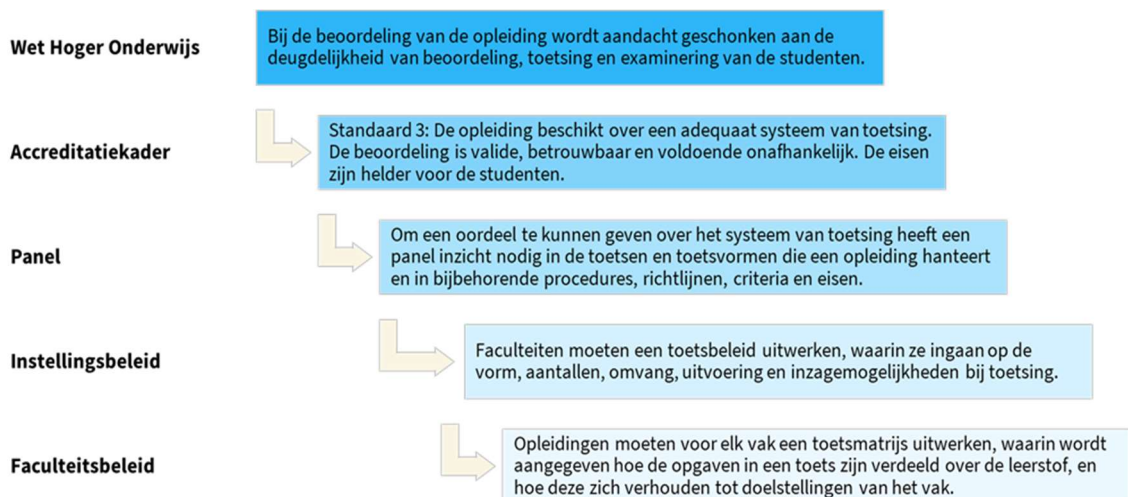 Wet Hoger Onderwijs
Bij de beoordeling van de opleiding wordt aandacht geschonken aan de
deugdelijkheid van beoordeling, toetsing en examinering van de studenten.
Accreditatiekader
Standaard 3: De opleiding beschikt over een adequaat systeem van toetsing.
De beoordeling is valide, betrouwbaar en voldoende onafhankelijk. De eisen
zijn helder voor de studenten.
Panel
Om een oordeel te kunnen geven over het systeem van toetsing heeft een
panel inzicht nodig in de toetsen en toetsvormen die een opleiding hanteert
en in bijbehorende procedures, richtlijnen, criteria en eisen.
Instellingsbeleid
Faculteiten moeten een toetsbeleid uitwerken, waarin ze ingaan op de
vorm, aantallen, omvang, uitvoering en inzagemogelijkheden bij toetsing.
Faculteitsbeleid
Opleidingen moeten voor elk vak een toetsmatrijs uitwerken, waarin wordt
aangegeven hoe de opgaven in een toets zijn verdeeld over de leerstof, en
hoe deze zich verhouden tot doelstellingen van het vak.